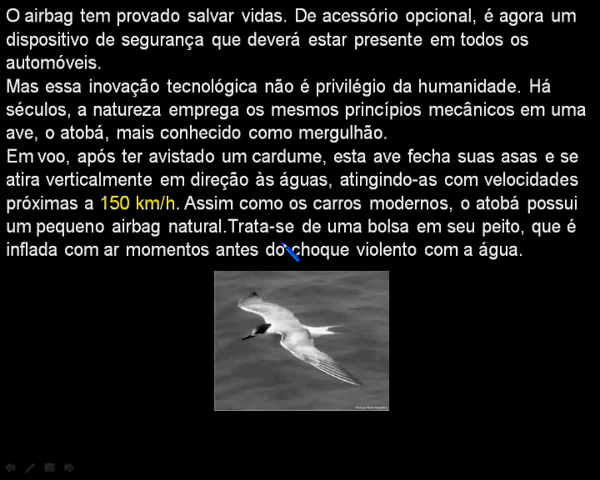 O airbag tem provado salvar vidas. De acessório opcional, é agora um
dispositivo de segurança que deverá estar presente em todos os
automóveis.
Mas essa inovação tecnológica não é privilégio da humanidade. Há
séculos, a natureza emprega os mesmos princípios mecânicos em uma
ave, o atobá, mais conhecido como mergulhão.
Em voo, após ter avistado um cardume, esta ave fecha suas asas e se
atira verticalmente em direção às águas, atingindo-as com velocidades
próximas a 150 km/h. Assim como os carros modernos, o atobá possui
um pequeno airbag natural.Trata-se de uma bolsa em seu peito, que é
inflada com ar momentos antes do choque violento com a água.